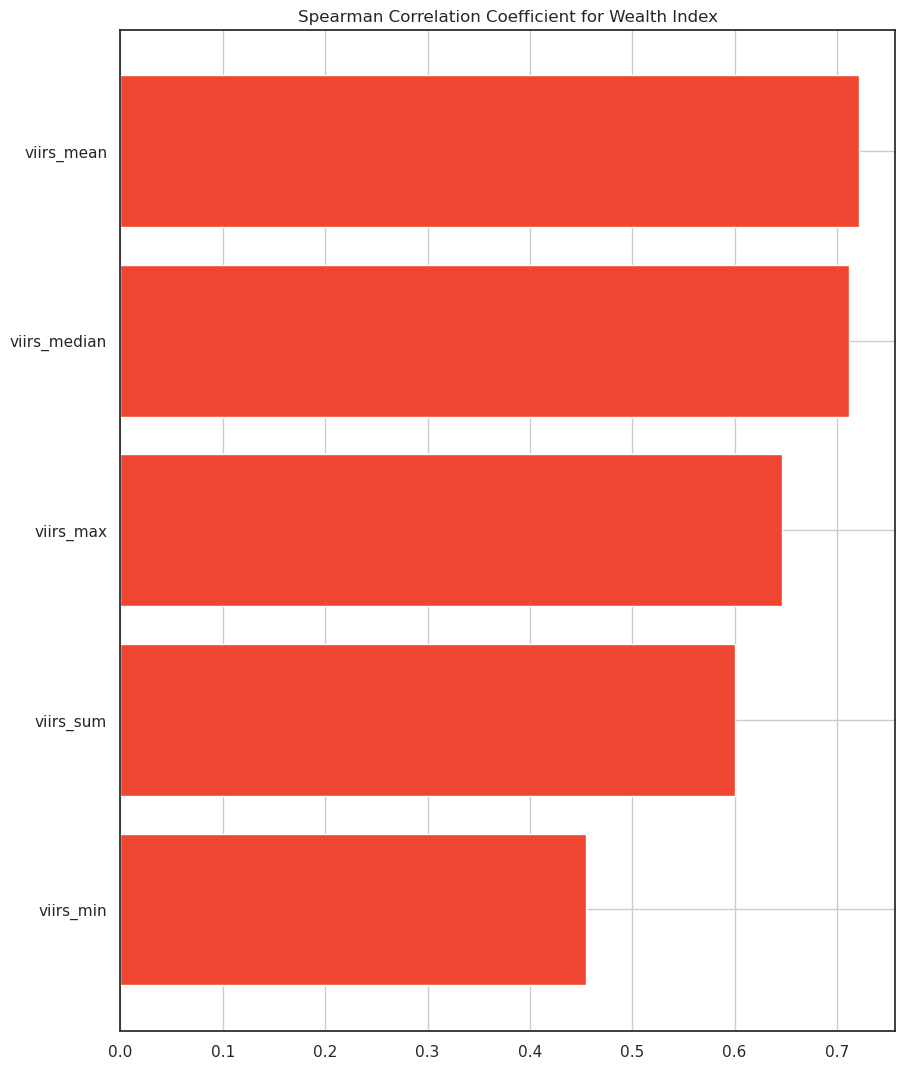 Spearman Correlation Coefficient for Wealth Index
viirs_mean
viirs_median
viirs_max
viirs_sum
viirs_min
0.0 0.1 0.2 0.3 0.4 0.5 0.6 0.7